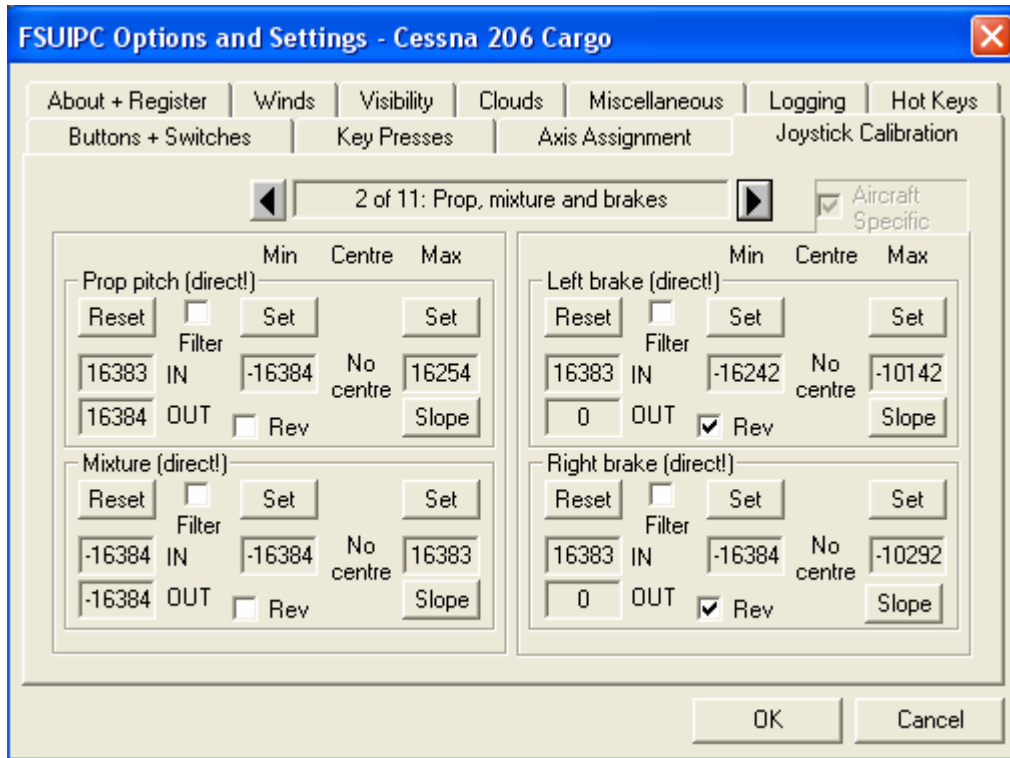 FSUIPC Options and Settings - Cessna 206 Cargo
About + Register Winds Visibility Clouds Miscellaneous Logging Hot Keys
Buttons + Switches Key Presses Axis Assignment Joystick Calibration
2 of 11: Prop, mixture and brakes
Aircraft
Specific
Min Centre Max
Prop pitch (direct!)
Reset Set Set
Filter
16383 IN -16384 No centre 16254
16384 OUT Rev Slope
Mixture (direct!)
Reset Set Set
Filter
-16384 IN -16384 No centre 16383
-16384 OUT Rev Slope
Min Centre Max
Left brake (direct!)
Reset Set Set
Filter
16383 IN -16242 No centre -10142
0 OUT Rev Slope
Right brake (direct!)
Reset Set Set
Filter
16383 IN -16384 No centre -10292
0 OUT Rev Slope
OK Cancel